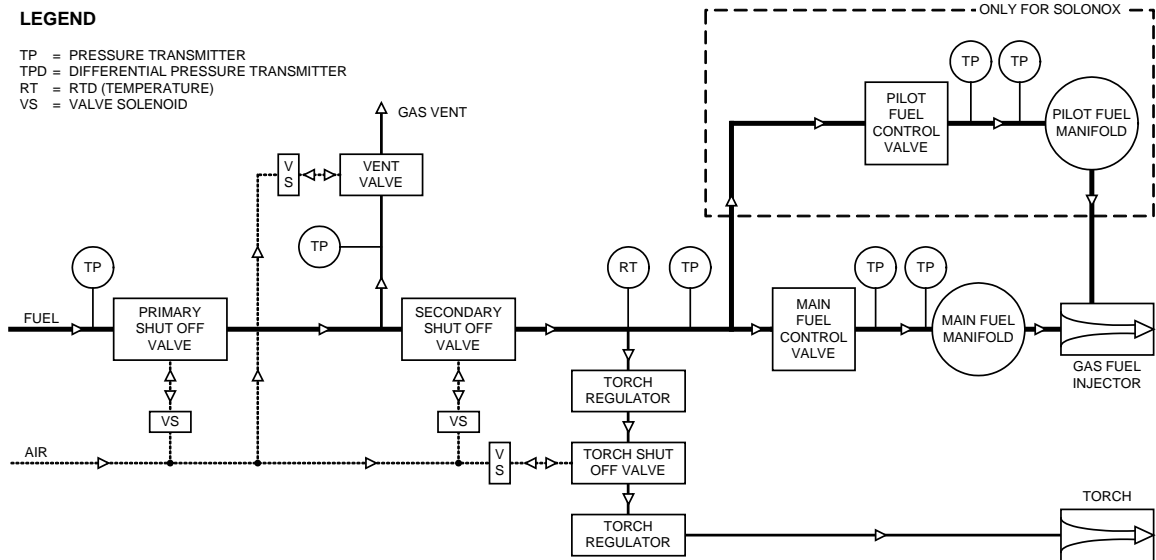 LEGEND
TP = PRESSURE TRANSMITTER
TPD = DIFFERENTIAL PRESSURE TRANSMITTER
RT = RTD (TEMPERATURE)
VS = VALVE SOLENOID
ONLY FOR SOLONOX
TP
TP
PILOT
FUEL
CONTROL
VALVE
PILOT FUEL
MANIFOLD
GAS VENT
V
S
VENT
VALVE
TP
TP
RT
TP
TP
TP
FUEL
PRIMARY
SHUT OFF
VALVE
SECONDARY
SHUT OFF
VALVE
MAIN
FUEL
CONTROL
VALVE
MAIN FUEL
MANIFOLD
GAS FUEL
INJECTOR
TORCH
REGULATOR
VS
VS
AIR
V
S
TORCH SHUT
OFF VALVE
TORCH
REGULATOR
TORCH